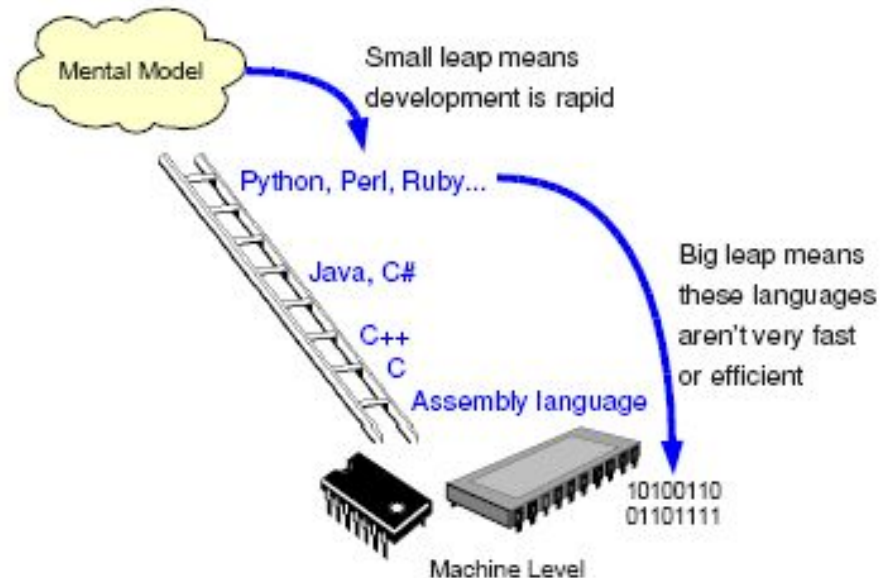 Mental Model
Small leap means
development is rapid
Python, Perl, Ruby...
Java, C#
Big leap means
these languages
aren't very fast
or efficient
C++
C
Assembly language
10100110
01101111
Machine Level